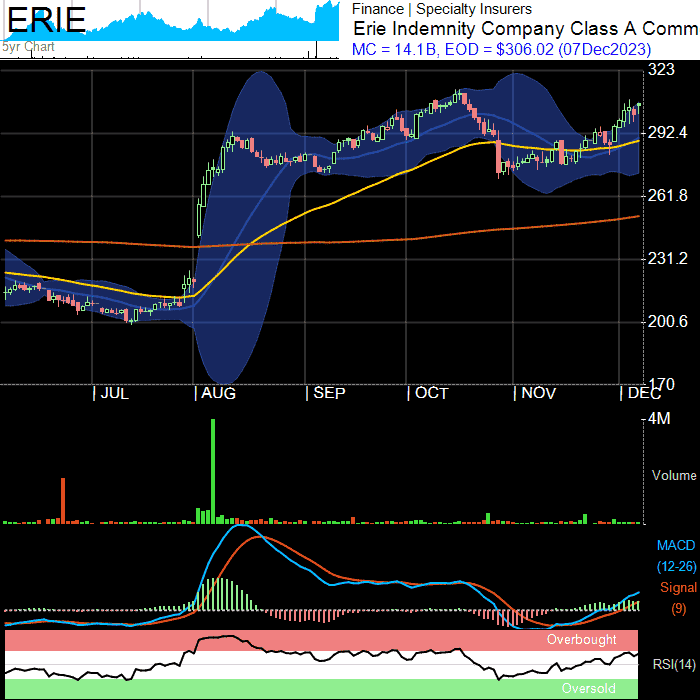 ERIE
5yr Chart
Finance | Specialty Insurers
Erie Indemnity Company Class A Comm
MC = 14.1B, EOD = $306.02 (07Dec2023)
323
292.4
261.8
231.2
200.6
170
| JUL | AUG | SEP | OCT | NOV | DEC
4M
Volume
MACD
(12-26)
Signal
(9)
Overbought
RSI(14)
Oversold